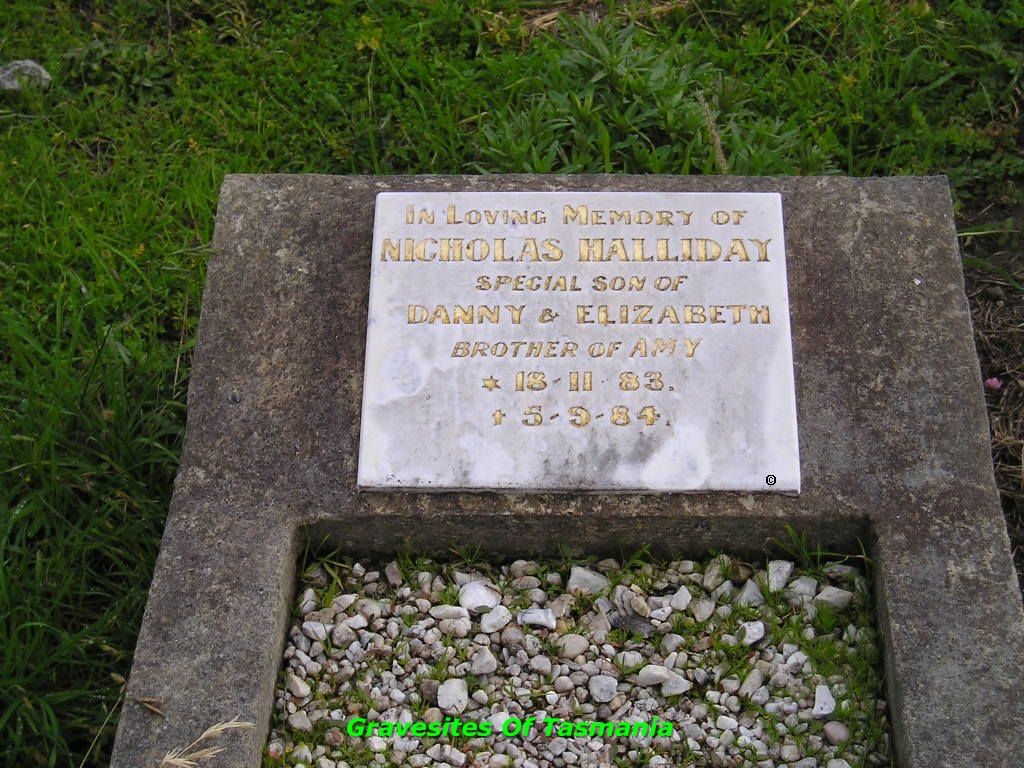 IN LOVING MEMORY OF
NICHOLAS HALLIDAY
SPECIAL SON OF
DANNY & ELIZABETH
BROTHER OF AMY
★ 18·11·83.
✝ 5-9-84.
©
Gravesites Of Tasmania